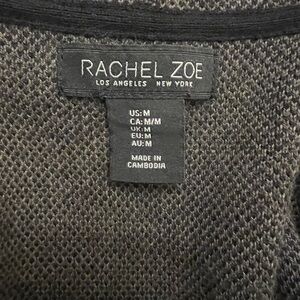 RACHEL ZOE
LOS ANGELES NEW YORK
US: M
CA: M/M
UK: M
EU: M
AU: M
MADE IN
CAMBODIA